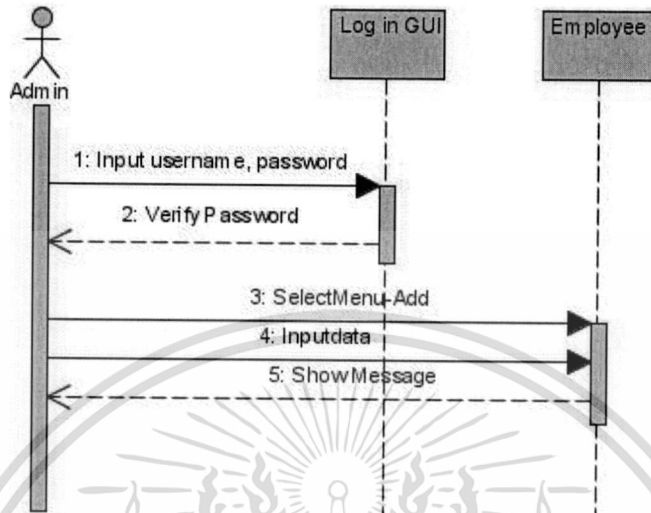 Log in GUI
Employee
Admin
1: Input username, password
2: Verify Password
3: SelectMenu-Add
4: Inputdata
5: ShowMessage